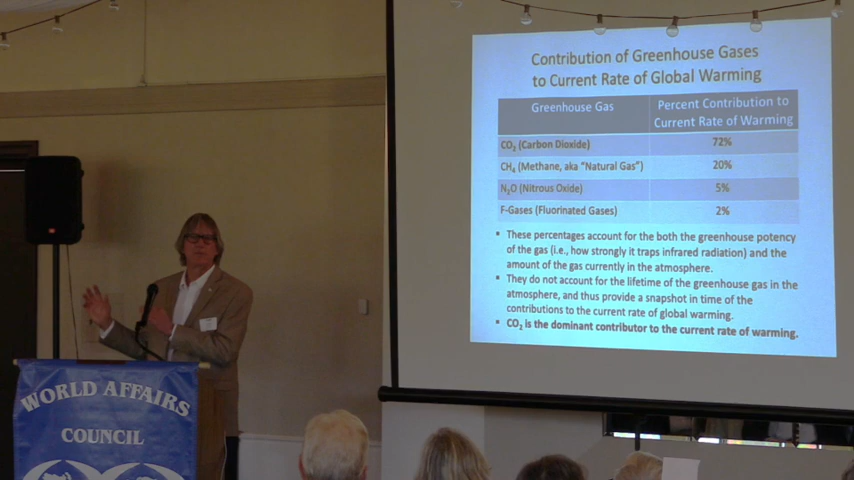 Contribution of Greenhouse Gases
to Current Rate of Global Warming
Greenhouse Gas
Percent Contribution to
Current Rate of Warming
CO₂ (Carbon Dioxide)
72%
CH₄ (Methane, aka “Natural Gas”)
20%
N₂O (Nitrous Oxide)
5%
F-Gases (Fluorinated Gases)
2%
▪ These percentages account for the both the greenhouse potency
of the gas (i.e., how strongly it traps infrared radiation) and the
amount of the gas currently in the atmosphere.
▪ They do not account for the lifetime of the greenhouse gas in the
atmosphere, and thus provide a snapshot in time of the
contributions to the current rate of global warming.
▪ CO₂ is the dominant contributor to the current rate of warming.
WORLD AFFAIRS
COUNCIL